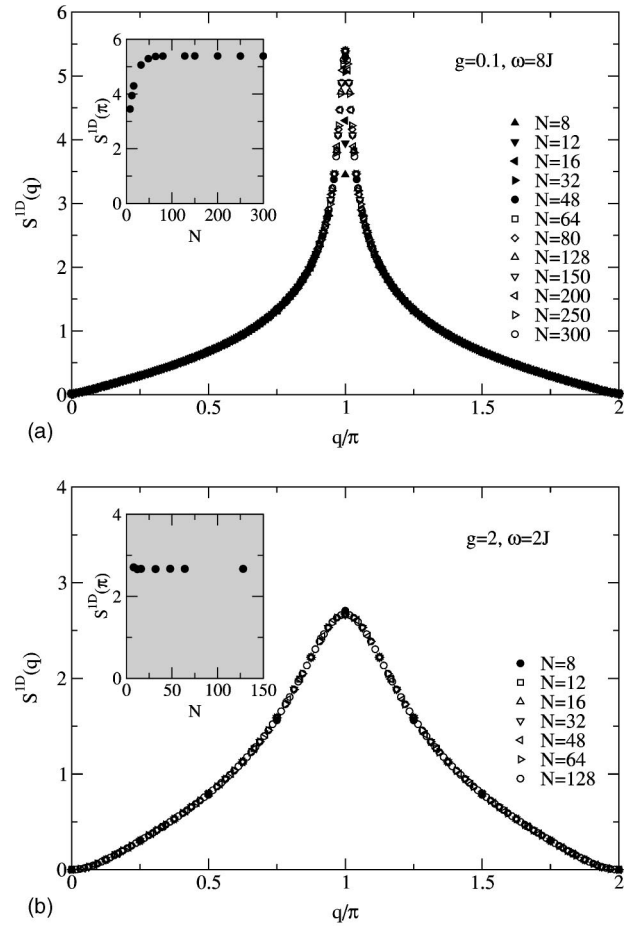 6
5
4
3
2
1
0
S^1D(q)
6
4
2
0
S^1D(π)
0 100 200 300
N
g=0.1, ω=8J
N=8
N=12
N=16
N=32
N=48
N=64
N=80
N=128
N=150
N=200
N=250
N=300
0 0.5 1 1.5 2
(a)
q/π
4
3
2
1
0
S^1D(q)
4
2
0
S^1D(π)
0 50 100 150
N
g=2, ω=2J
N=8
N=12
N=16
N=32
N=48
N=64
N=128
0 0.5 1 1.5 2
(b)
q/π